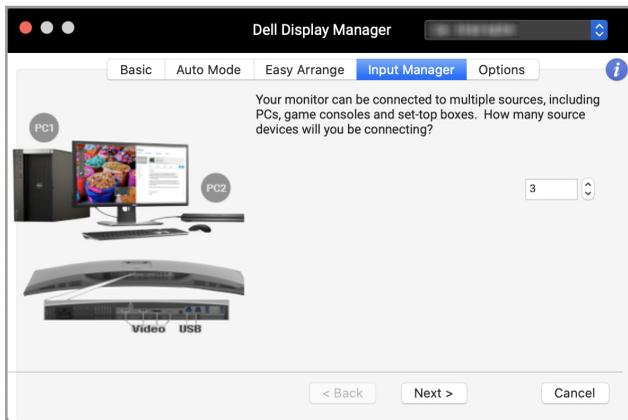 Dell Display Manager
Basic Auto Mode Easy Arrange Input Manager Options i
Your monitor can be connected to multiple sources, including
PCs, game consoles and set-top boxes. How many source
devices will you be connecting?
PC1
PC2
3
Video USB
< Back Next > Cancel